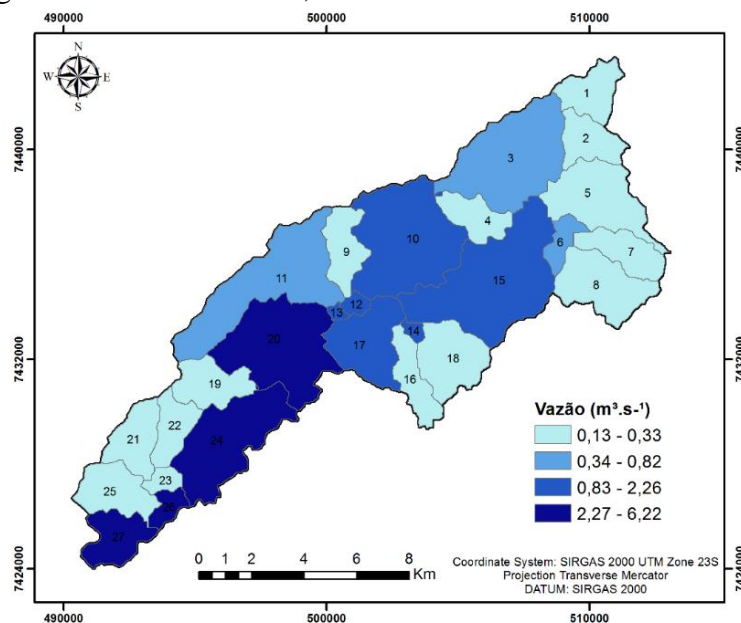 490000 500000 510000
N
W E
S
7440000 7440000
7432000 7432000
7424000 7424000
1
2
3
5
4
6
7
8
9
10
11
15
12
13
14
20
17
16
18
19
22
21
24
23
25
26
27
Vazão (m³.s-¹)
0,13 - 0,33
0,34 - 0,82
0,83 - 2,26
2,27 - 6,22
0 1 2 4 6 8
Km
Coordinate System: SIRGAS 2000 UTM Zone 23S
Projection Transverse Mercator
DATUM: SIRGAS 2000
490000 500000 510000